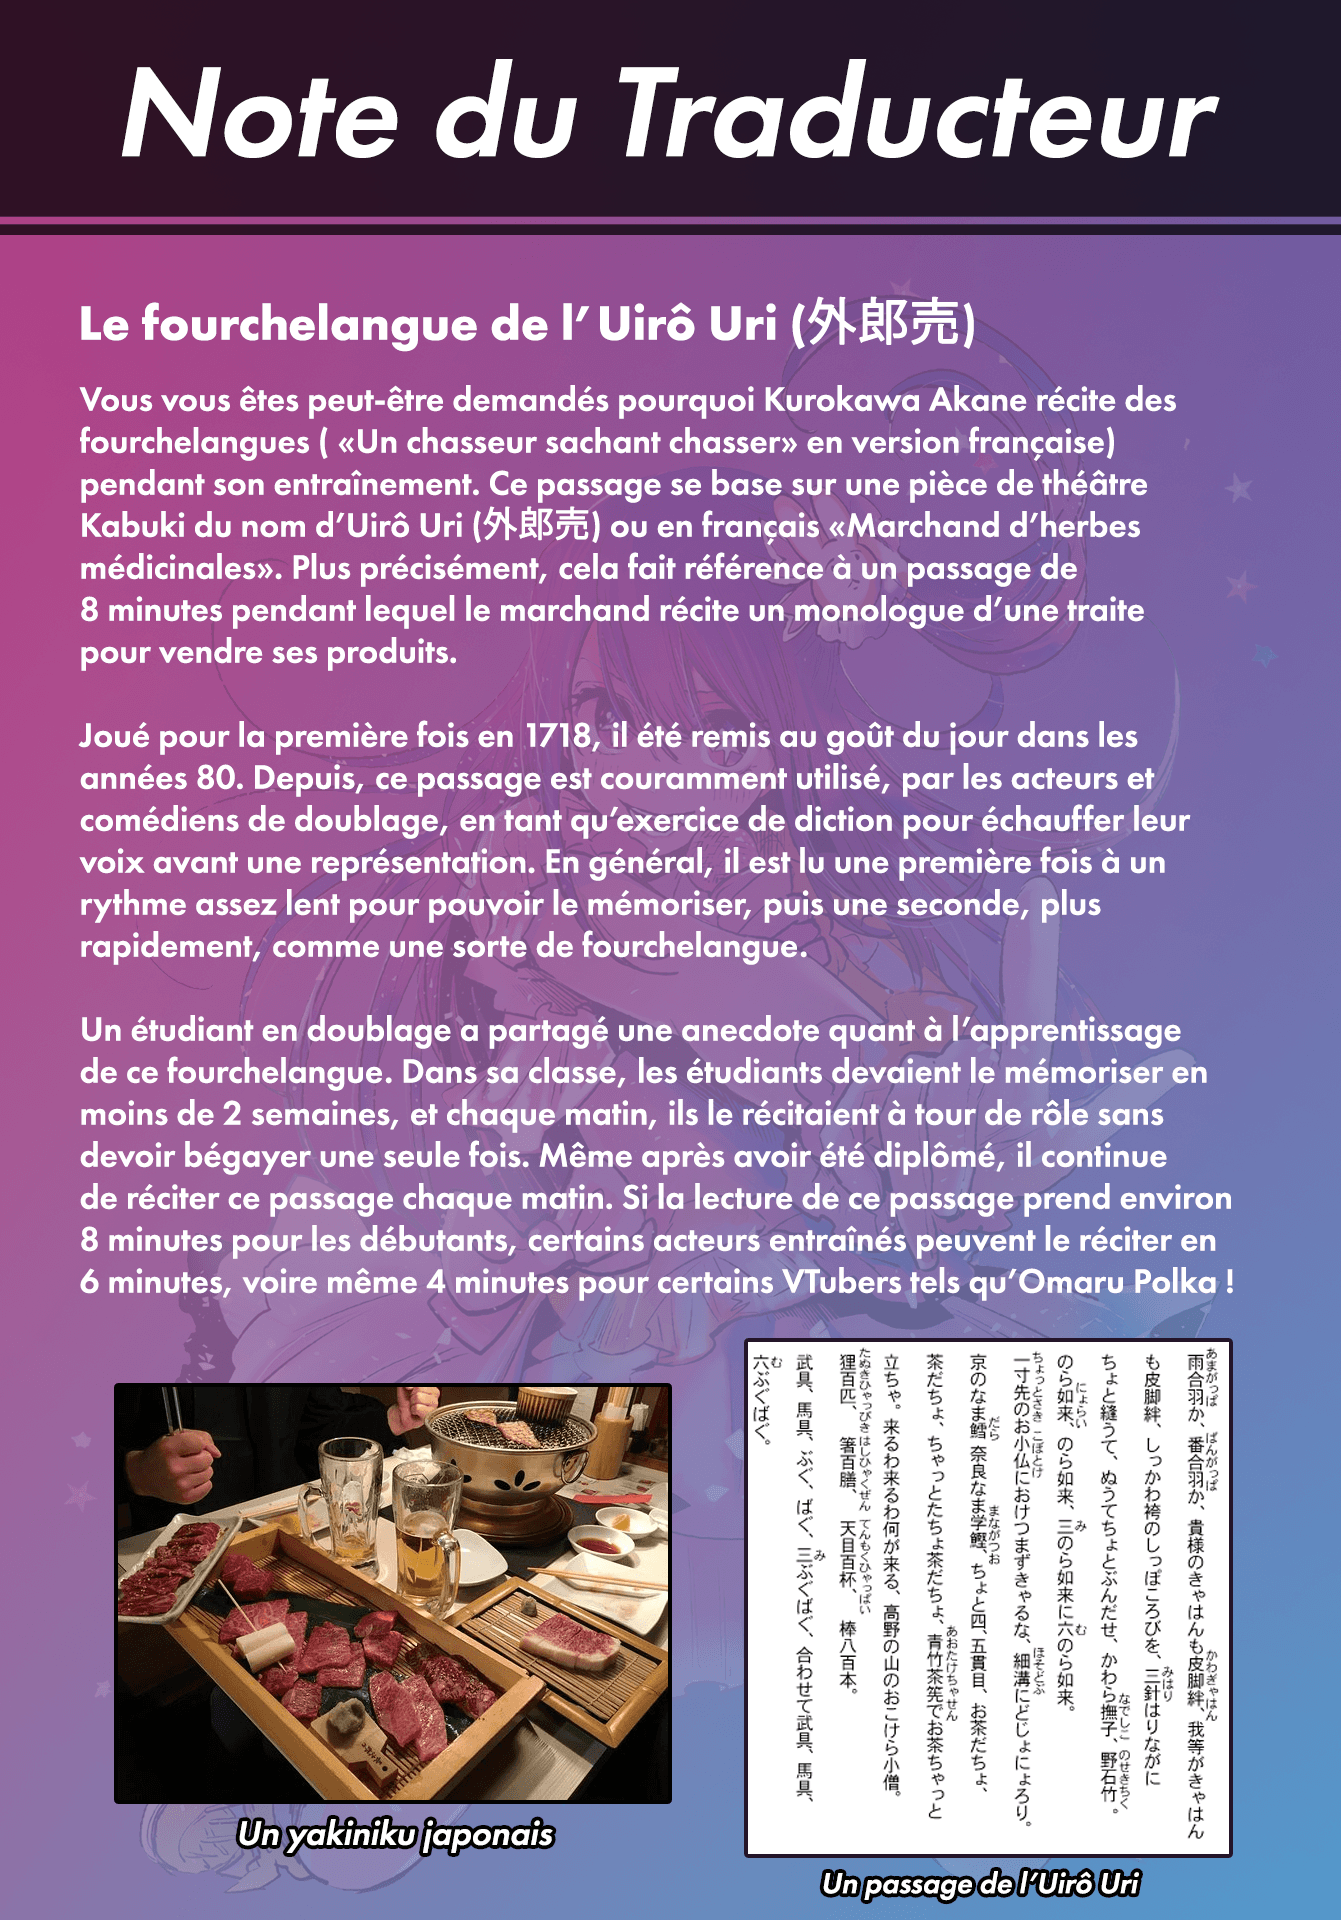 Note du Traducteur
Le fourchelangue de l’Uirô Uri (外郎売)
Vous vous êtes peut-être demandés pourquoi Kurokawa Akane récite des
fourchelangues ( «Un chasseur sachant chasser» en version française)
pendant son entraînement. Ce passage se base sur une pièce de théâtre
Kabuki du nom d’Uirô Uri (外郎売) ou en français «Marchand d’herbes
médicinales». Plus précisément, cela fait référence à un passage de
8 minutes pendant lequel le marchand récite un monologue d’une traite
pour vendre ses produits.
Joué pour la première fois en 1718, il été remis au goût du jour dans les
années 80. Depuis, ce passage est couramment utilisé, par les acteurs et
comédiens de doublage, en tant qu’exercice de diction pour échauffer leur
voix avant une représentation. En général, il est lu une première fois à un
rythme assez lent pour pouvoir le mémoriser, puis une seconde, plus
rapidement, comme une sorte de fourchelangue.
Un étudiant en doublage a partagé une anecdote quant à l’apprentissage
de ce fourchelangue. Dans sa classe, les étudiants devaient le mémoriser en
moins de 2 semaines, et chaque matin, ils le récitaient à tour de rôle sans
devoir bégayer une seule fois. Même après avoir été diplômé, il continue
de réciter ce passage chaque matin. Si la lecture de ce passage prend environ
8 minutes pour les débutants, certains acteurs entraînés peuvent le réciter en
6 minutes, voire même 4 minutes pour certains VTubers tels qu’Omaru Polka !
Un yakiniku japonais
雨合羽か、番合羽か、貴様のきゃはんも皮脚絆、我等がきゃはん
も皮脚絆、しっかわ袴のしっぽころびを、三針はりながに
ちょと縫うて、ぬうてちょとぶんだせ、かわら撫子、野石竹。
のら如来、のら如来、三のら如来に六のら如来。
一寸先のお小仏におけつまずきゃるな、細溝にどじょにょろり。
京のなま鱈奈良なま学鰹、ちょと四、五貫目、お茶だちょ、
茶だちょ、ちゃっとたちょ茶だちょ、青竹茶筅でお茶ちゃっと
立ちゃ。来るわ来るわ何が来る、高野の山のおこけら小僧。
狸百匹、箸百膳、天目百杯、棒八百本。
武具、馬具、ぶぐ、ばぐ、三ぶぐばぐ、合わせて武具、馬具、
六ぶぐばぐ。
Un passage de l’Uirô Uri